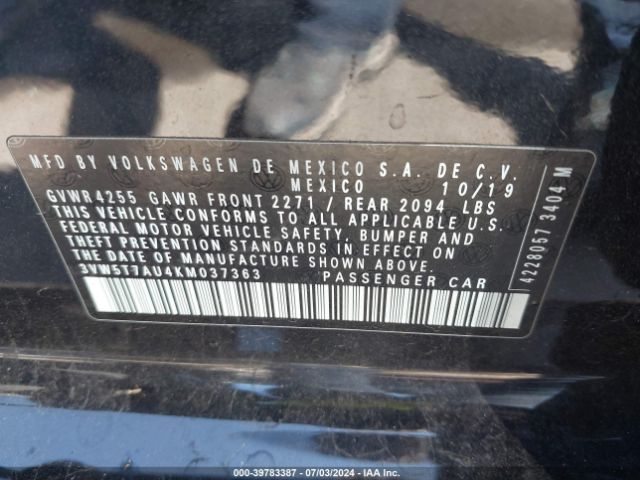 MFD BY VOLKSWAGEN DE MEXICO S.A. DE C.V.
MEXICO 10/19
GVWR4255 GAWR FRONT 2271 / REAR 2094 LBS
THIS VEHICLE CONFORMS TO ALL APPLICABLE U.S.
FEDERAL MOTOR VEHICLE SAFETY, BUMPER AND
THEFT PREVENTION STANDARDS IN EFFECT ON
THE DATE OF MANUFACTURE SHOWN ABOVE.
3VW5T7AU4KM037363 PASSENGER CAR
4228057 3404 M
000-39783387 - 07/03/2024 - IAA Inc.